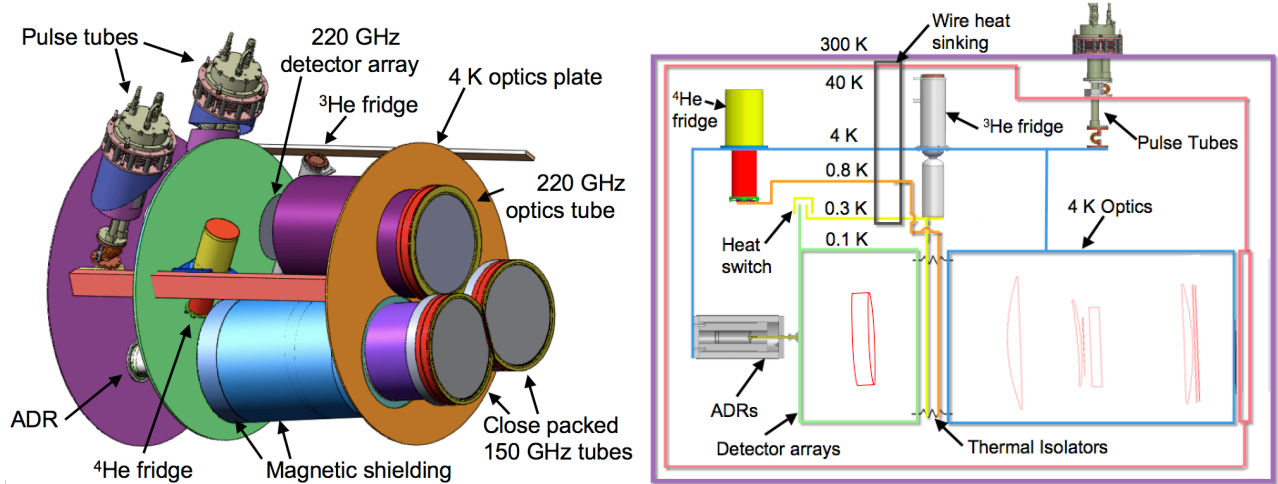 Pulse tubes
220 GHz
detector array
³He fridge
4 K optics plate
220 GHz
optics tube
ADR
⁴He fridge
Magnetic shielding
Close packed
150 GHz tubes
Wire heat
sinking
300 K
40 K
⁴He
fridge
³He fridge
Pulse Tubes
4 K
0.8 K
0.3 K
0.1 K
Heat
switch
4 K Optics
ADRs
Detector arrays
Thermal Isolators